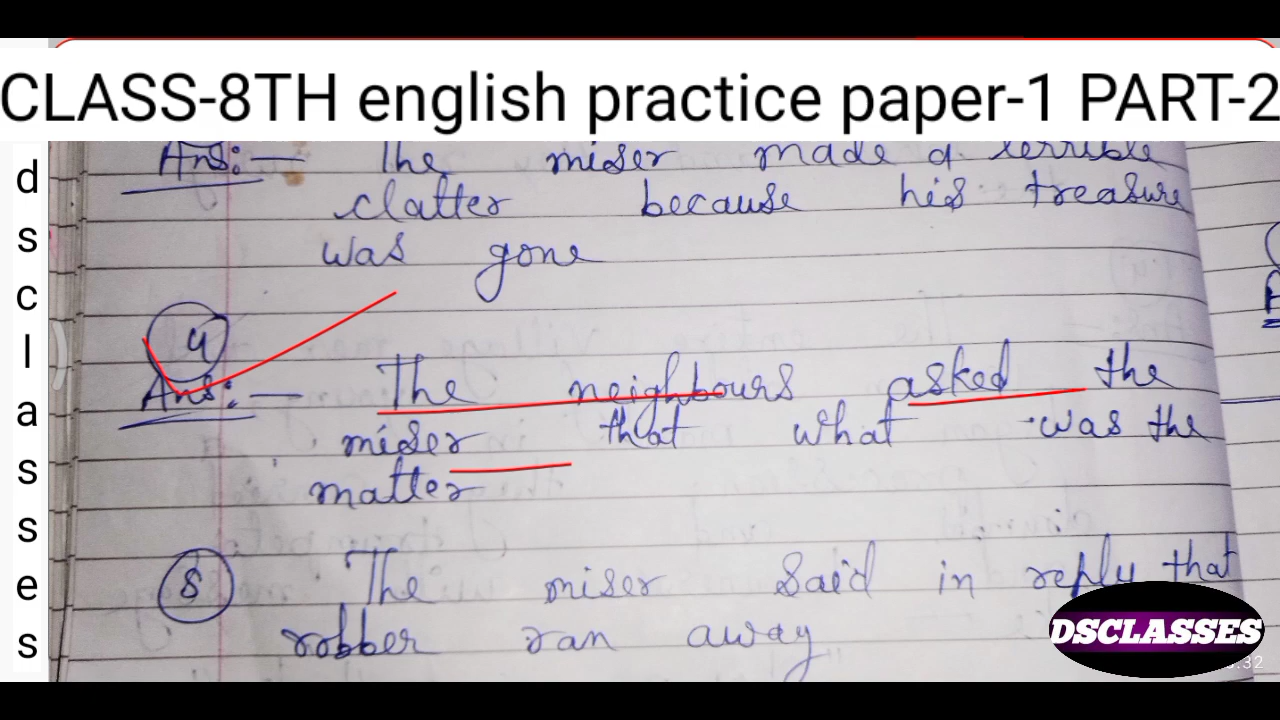 CLASS-8TH english practice paper-1 PART-2
d
s
c
l
a
s
s
e
s
Ans:— The miser made a terrible
clatter because his treasure
was gone
4
Ans:— The neighbours asked the
miser that what was the
matter
5 The miser said in reply that
robber ran away
DSCLASSES